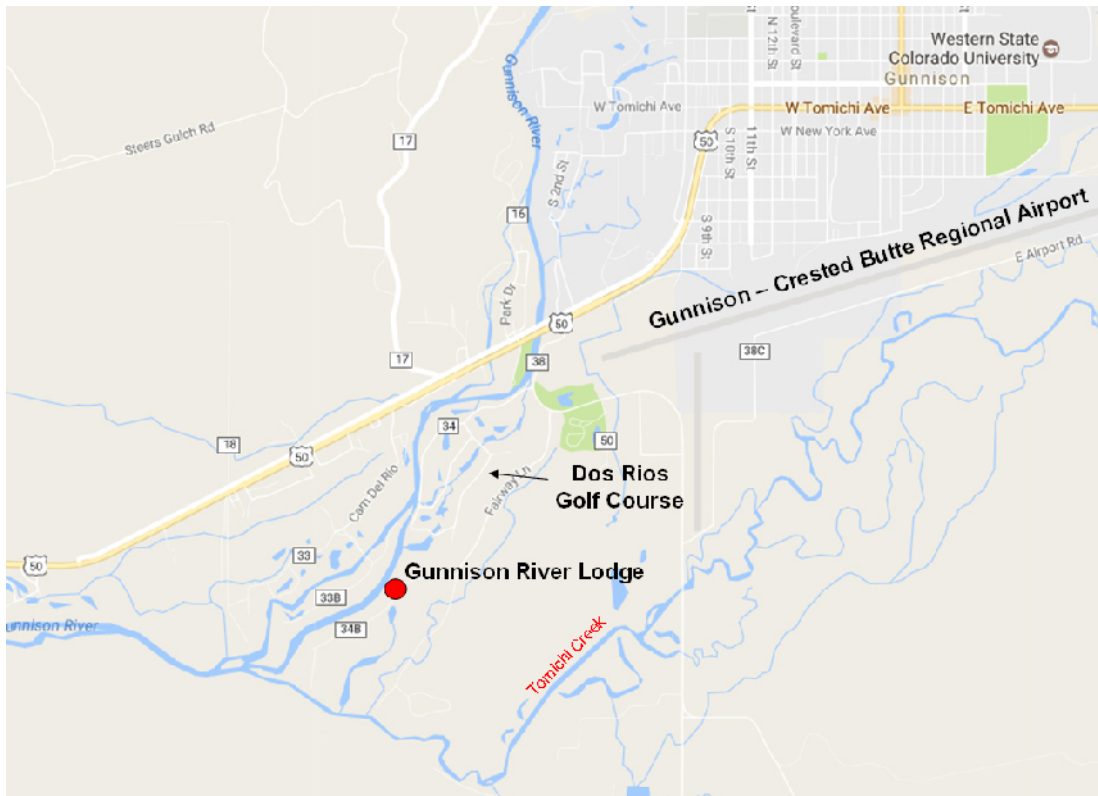 Western State
Colorado University
Gunnison
N 12th St
oulevard St
Gunnison River
W Tomichi Ave
W Tomichi Ave
E Tomichi Ave
W New York Ave
Steers Gulch Rd
17
50
S 10th St
11th St
S 2nd St
16
S 9th St
Gunnison – Crested Butte Regional Airport
E Airport Rd
Park Dr
50
17
38
38C
34
18
50
50
Cam Del Rio
Fairway Ln
Dos Rios
Golf Course
33
50
Gunnison River Lodge
33B
34B
unnison River
Tomichi Creek